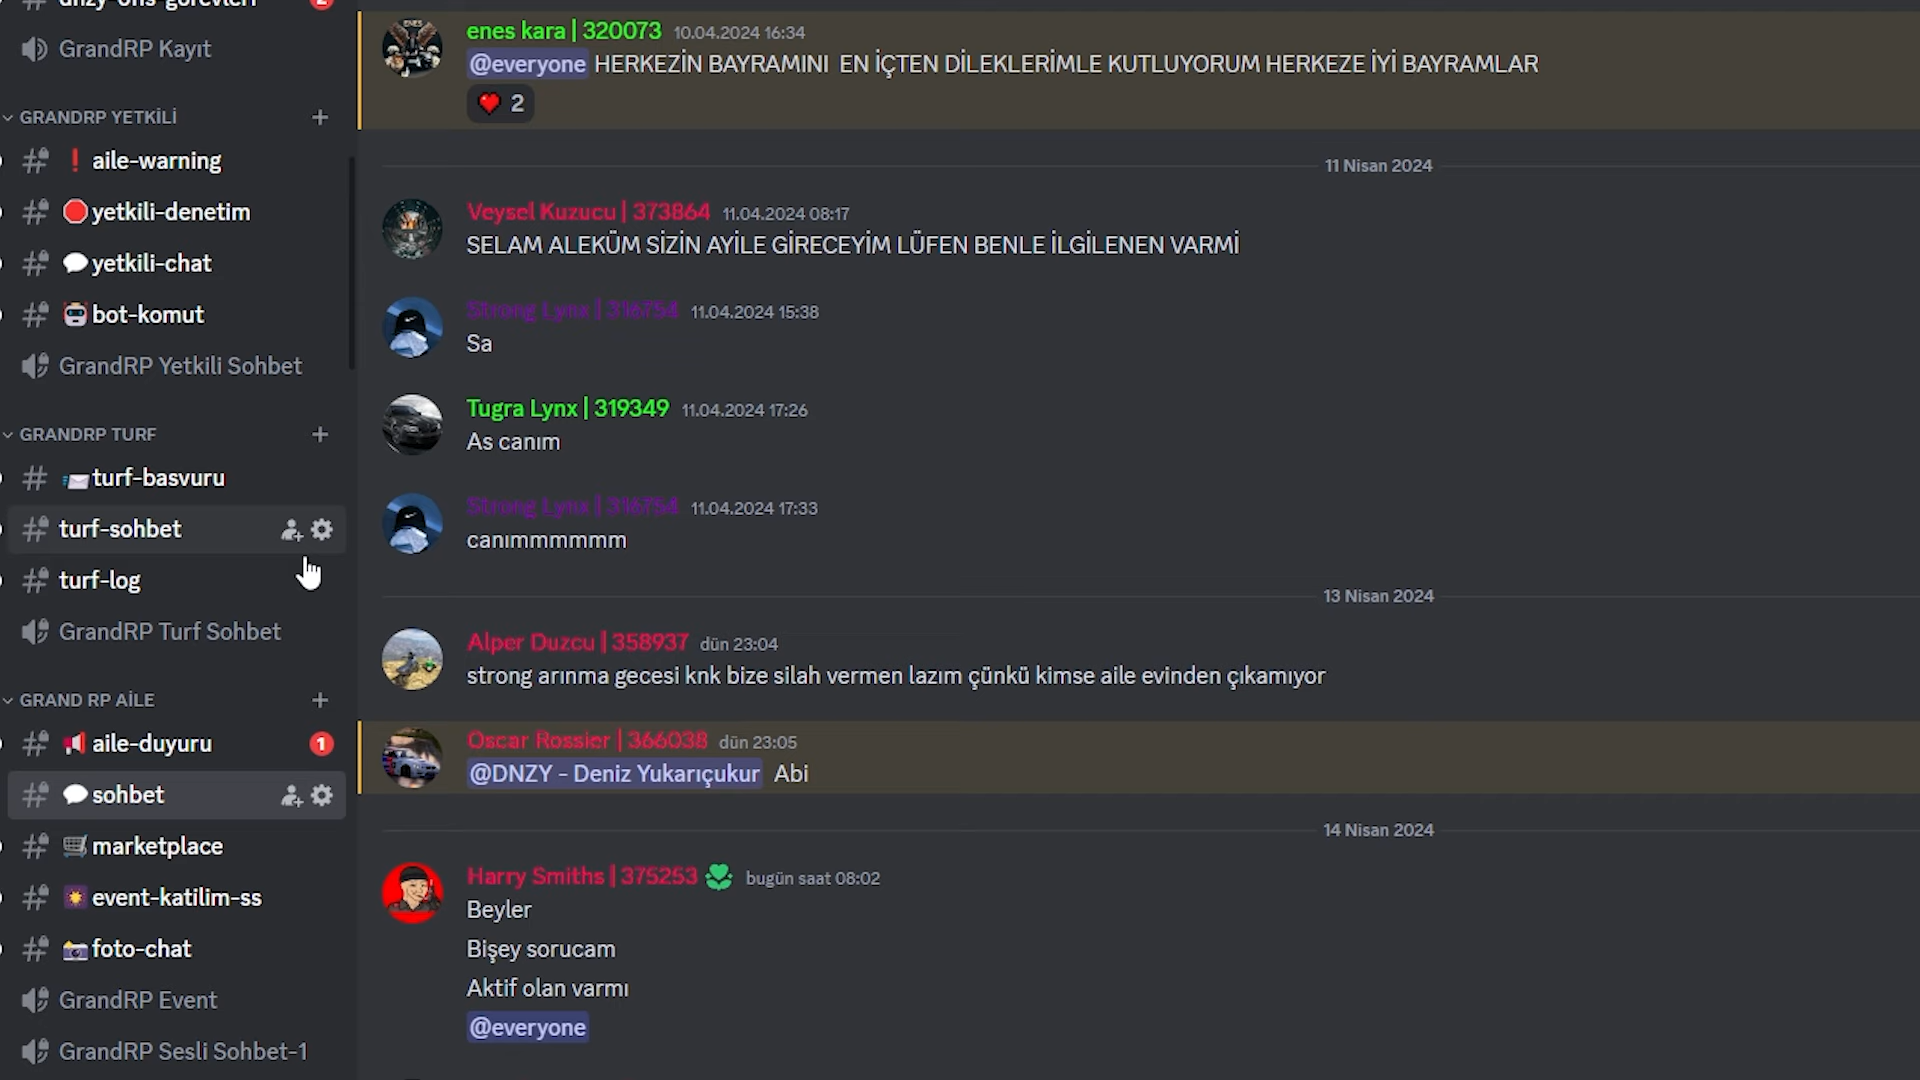 2
GrandRP Kayıt
GRANDRP YETKİLİ
aile-warning
yetkili-denetim
yetkili-chat
bot-komut
GrandRP Yetkili Sohbet
GRANDRP TURF
turf-basvuru
turf-sohbet
turf-log
GrandRP Turf Sohbet
GRAND RP AİLE
aile-duyuru 1
sohbet
marketplace
event-katilim-ss
foto-chat
GrandRP Event
GrandRP Sesli Sohbet-1
enes kara | 320073 10.04.2024 16:34
@everyone HERKEZİN BAYRAMINI EN İÇTEN DİLEKLERİMLE KUTLUYORUM HERKEZE İYİ BAYRAMLAR
2
11 Nisan 2024
Veysel Kuzucu | 373864 11.04.2024 08:17
SELAM ALEKÜM SİZİN AYİLE GİRECEYİM LÜFEN BENLE İLGİLENEN VARMİ
Strong Lynx | 316754 11.04.2024 15:38
Sa
Tugra Lynx | 319349 11.04.2024 17:26
As canım
Strong Lynx | 316754 11.04.2024 17:33
canımmmmmm
13 Nisan 2024
Alper Duzcu | 358937 dün 23:04
strong arınma gecesi knk bize silah vermen lazım çünkü kimse aile evinden çıkamıyor
Oscar Rossier | 366038 dün 23:05
@DNZY - Deniz Yukarıçukur Abi
14 Nisan 2024
Harry Smiths | 375253 bugün saat 08:02
Beyler
Bişey sorucam
Aktif olan varmı
@everyone